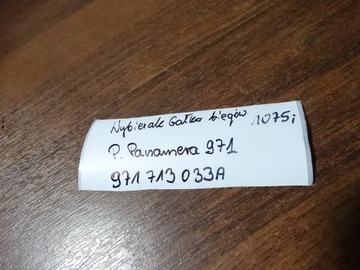 Wybierak Gałka biegów 1075i
P. Panamera 971
971 713 033A